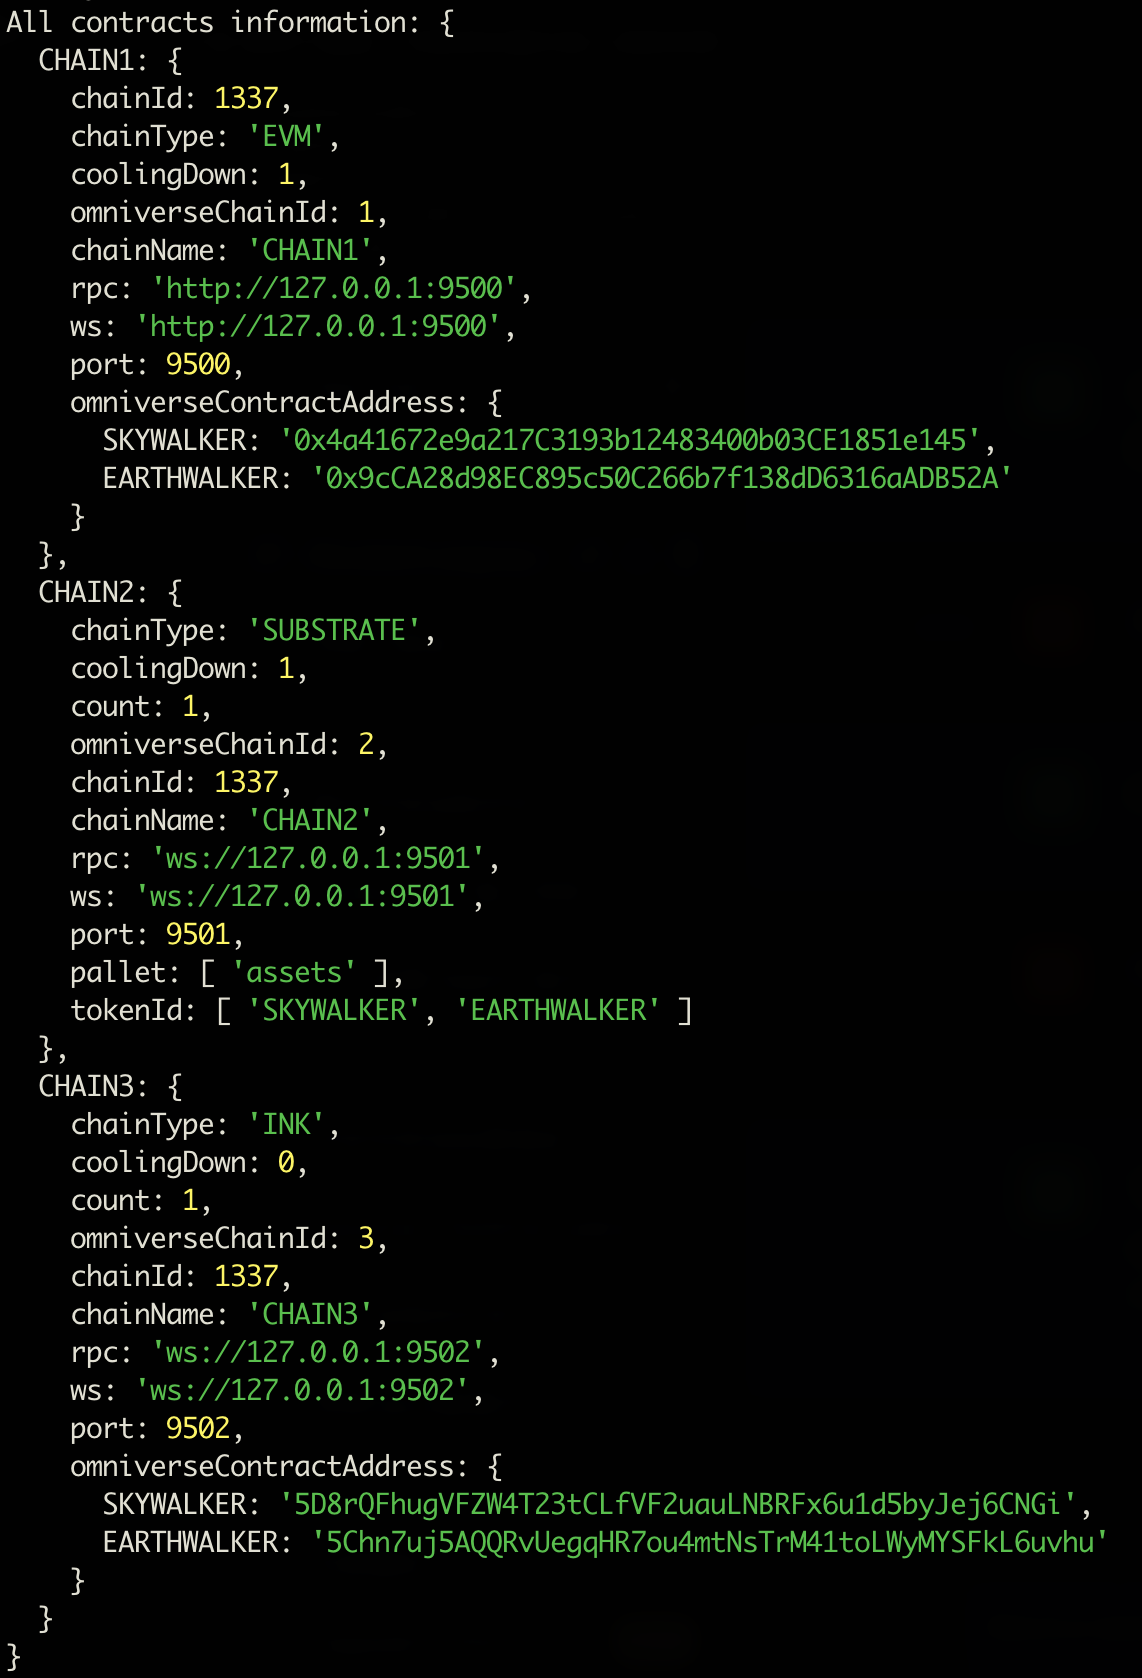 All contracts information: {
  CHAIN1: {
    chainId: 1337,
    chainType: 'EVM',
    coolingDown: 1,
    omniverseChainId: 1,
    chainName: 'CHAIN1',
    rpc: 'http://127.0.0.1:9500',
    ws: 'http://127.0.0.1:9500',
    port: 9500,
    omniverseContractAddress: {
      SKYWALKER: '0x4a41672e9a217C3193b12483400b03CE1851e145',
      EARTHWALKER: '0x9cCA28d98EC895c50C266b7f138dD6316aADB52A'
    }
  },
  CHAIN2: {
    chainType: 'SUBSTRATE',
    coolingDown: 1,
    count: 1,
    omniverseChainId: 2,
    chainId: 1337,
    chainName: 'CHAIN2',
    rpc: 'ws://127.0.0.1:9501',
    ws: 'ws://127.0.0.1:9501',
    port: 9501,
    pallet: [ 'assets' ],
    tokenId: [ 'SKYWALKER', 'EARTHWALKER' ]
  },
  CHAIN3: {
    chainType: 'INK',
    coolingDown: 0,
    count: 1,
    omniverseChainId: 3,
    chainId: 1337,
    chainName: 'CHAIN3',
    rpc: 'ws://127.0.0.1:9502',
    ws: 'ws://127.0.0.1:9502',
    port: 9502,
    omniverseContractAddress: {
      SKYWALKER: '5D8rQFhugVFZW4T23tCLfVF2uauLNBRFx6u1d5byJej6CNGi',
      EARTHWALKER: '5Chn7uj5AQQRvUegqHR7ou4mtNsTrM41toLWyMYSFkL6uvhu'
    }
  }
}